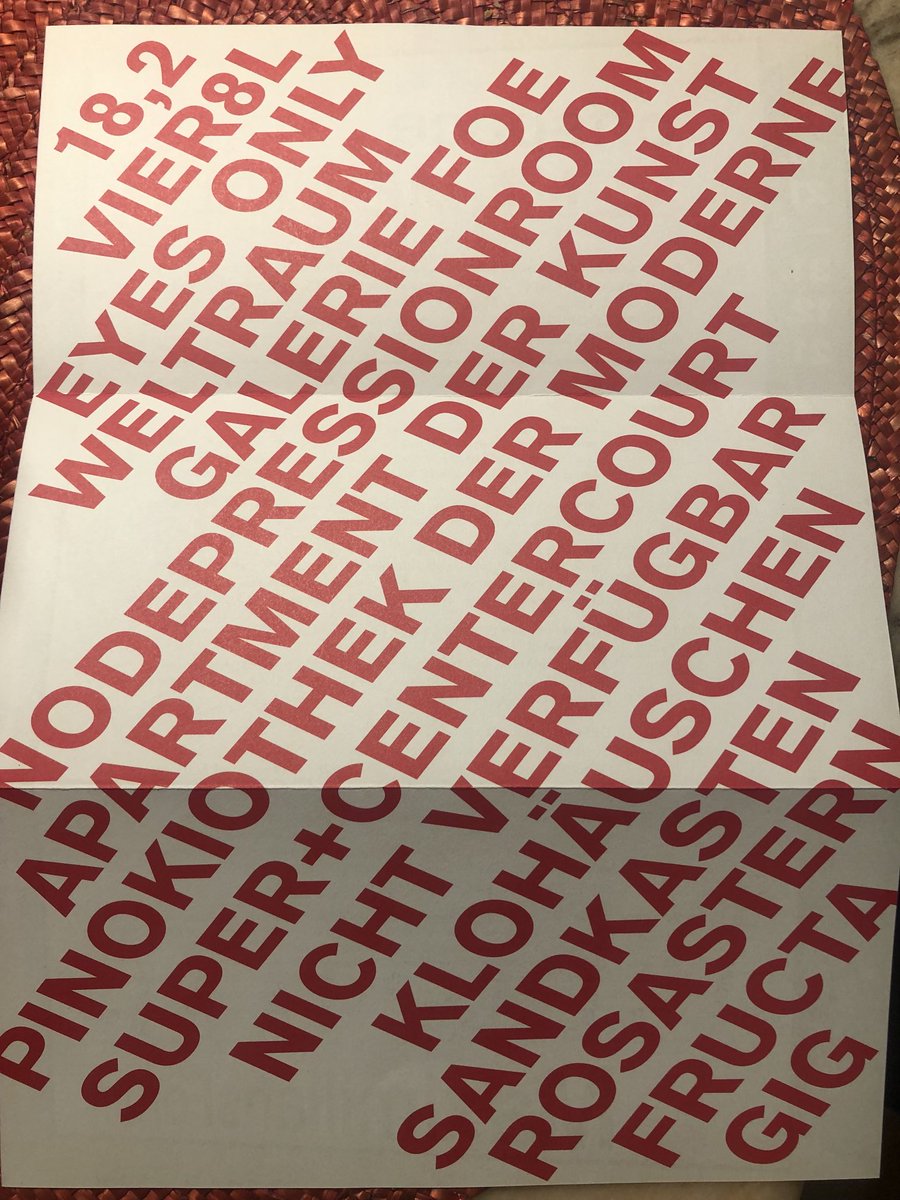 18,2
VIER8L
EYES ONLY
WELTRAUM
GALERIE FOE
NODEPRESSIONROOM
APARTMENT DER KUNST
PINOKIOTHEK DER MODERNE
SUPER+CENTERCOURT
NICHT VERFÜGBAR
KLOHÄUSCHEN
SANDKASTEN
ROSASTERN
FRUCTA
GIG